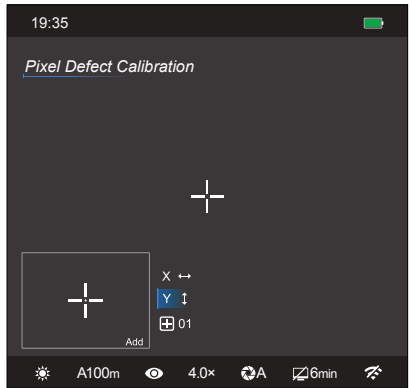 19:35
Pixel Defect Calibration
X
Y
01
Add
A100m
4.0×
A
6min